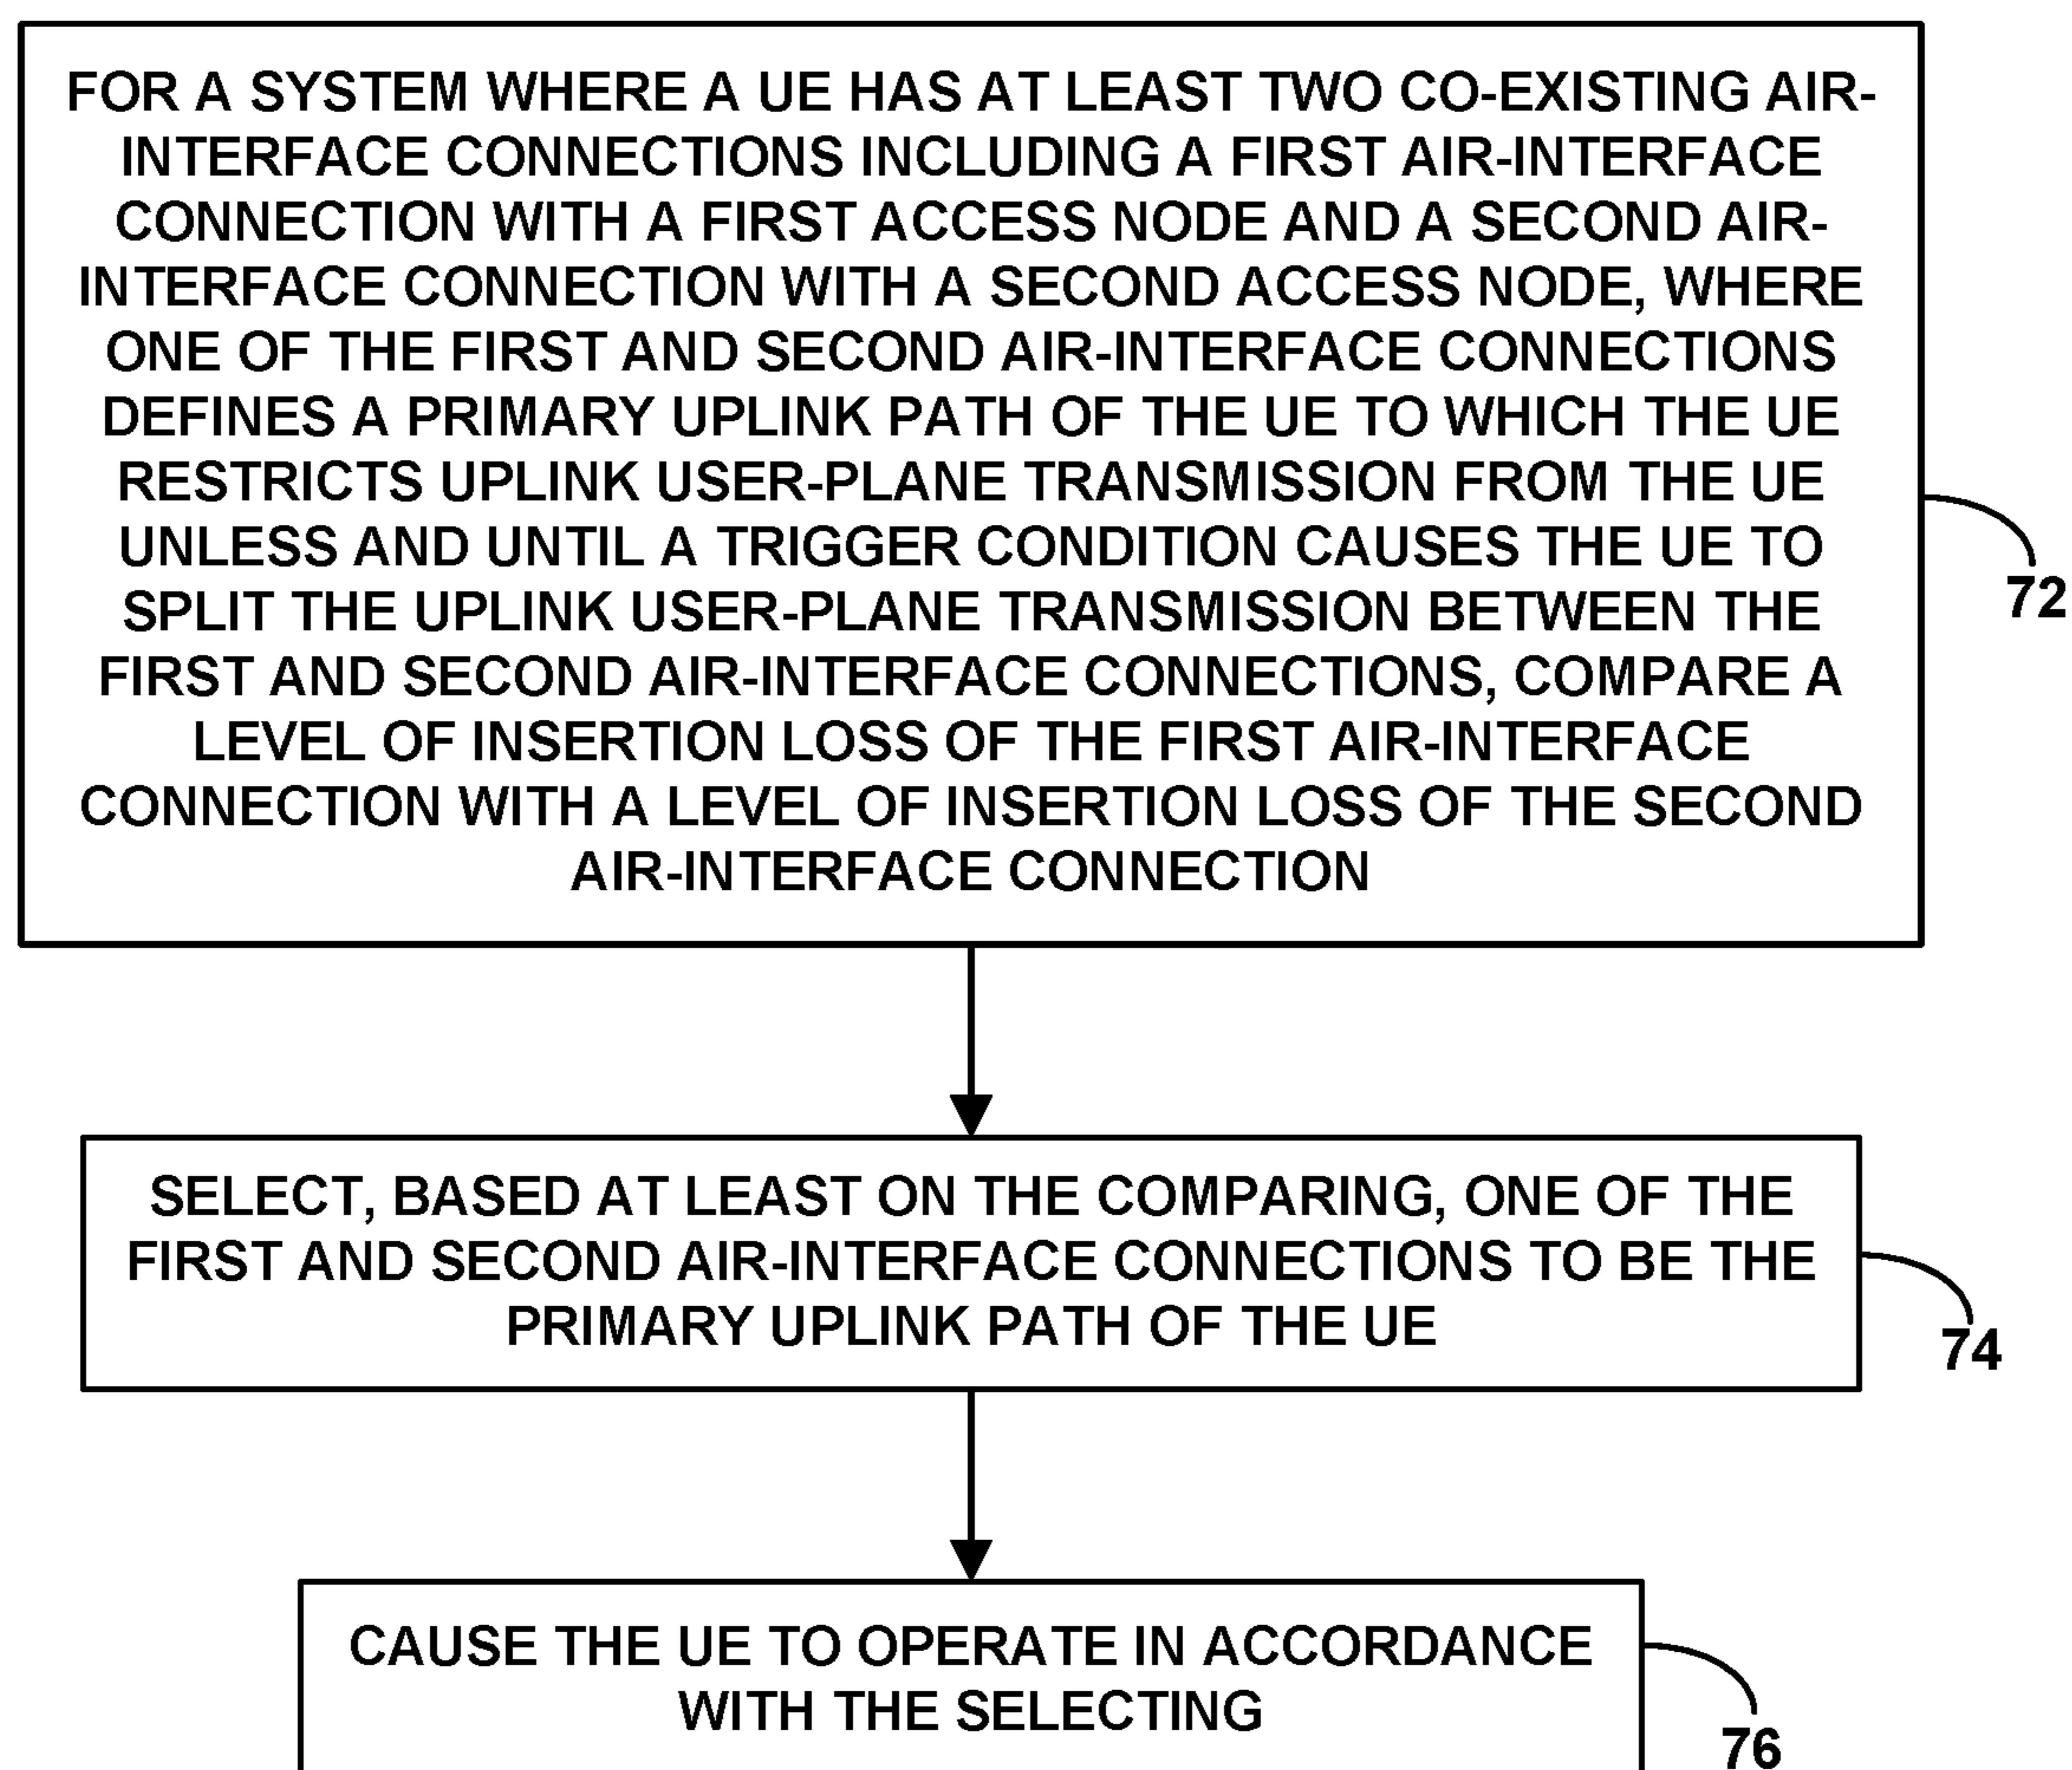 FOR A SYSTEM WHERE A UE HAS AT LEAST TWO CO-EXISTING AIR-
INTERFACE CONNECTIONS INCLUDING A FIRST AIR-INTERFACE
CONNECTION WITH A FIRST ACCESS NODE AND A SECOND AIR-
INTERFACE CONNECTION WITH A SECOND ACCESS NODE, WHERE
ONE OF THE FIRST AND SECOND AIR-INTERFACE CONNECTIONS
DEFINES A PRIMARY UPLINK PATH OF THE UE TO WHICH THE UE
RESTRICTS UPLINK USER-PLANE TRANSMISSION FROM THE UE
UNLESS AND UNTIL A TRIGGER CONDITION CAUSES THE UE TO
SPLIT THE UPLINK USER-PLANE TRANSMISSION BETWEEN THE
FIRST AND SECOND AIR-INTERFACE CONNECTIONS, COMPARE A
LEVEL OF INSERTION LOSS OF THE FIRST AIR-INTERFACE
CONNECTION WITH A LEVEL OF INSERTION LOSS OF THE SECOND
AIR-INTERFACE CONNECTION
72
SELECT, BASED AT LEAST ON THE COMPARING, ONE OF THE
FIRST AND SECOND AIR-INTERFACE CONNECTIONS TO BE THE
PRIMARY UPLINK PATH OF THE UE
74
CAUSE THE UE TO OPERATE IN ACCORDANCE
WITH THE SELECTING
76